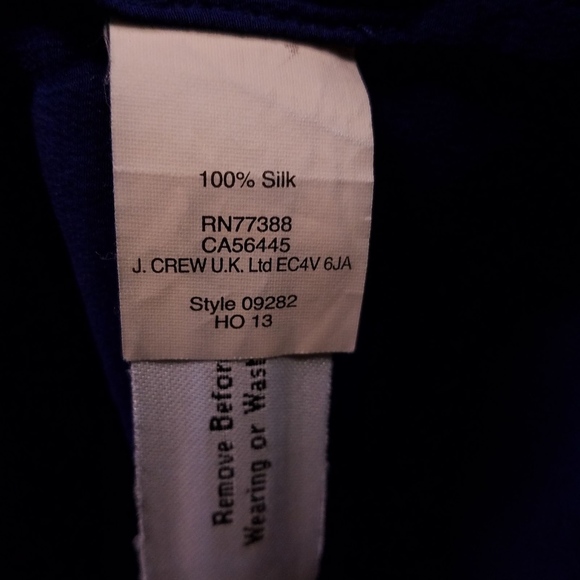 100% Silk
RN77388
CA56445
J. CREW U.K. Ltd EC4V 6JA
Style 09282
HO 13
Remove Befor
Wearing or Wash